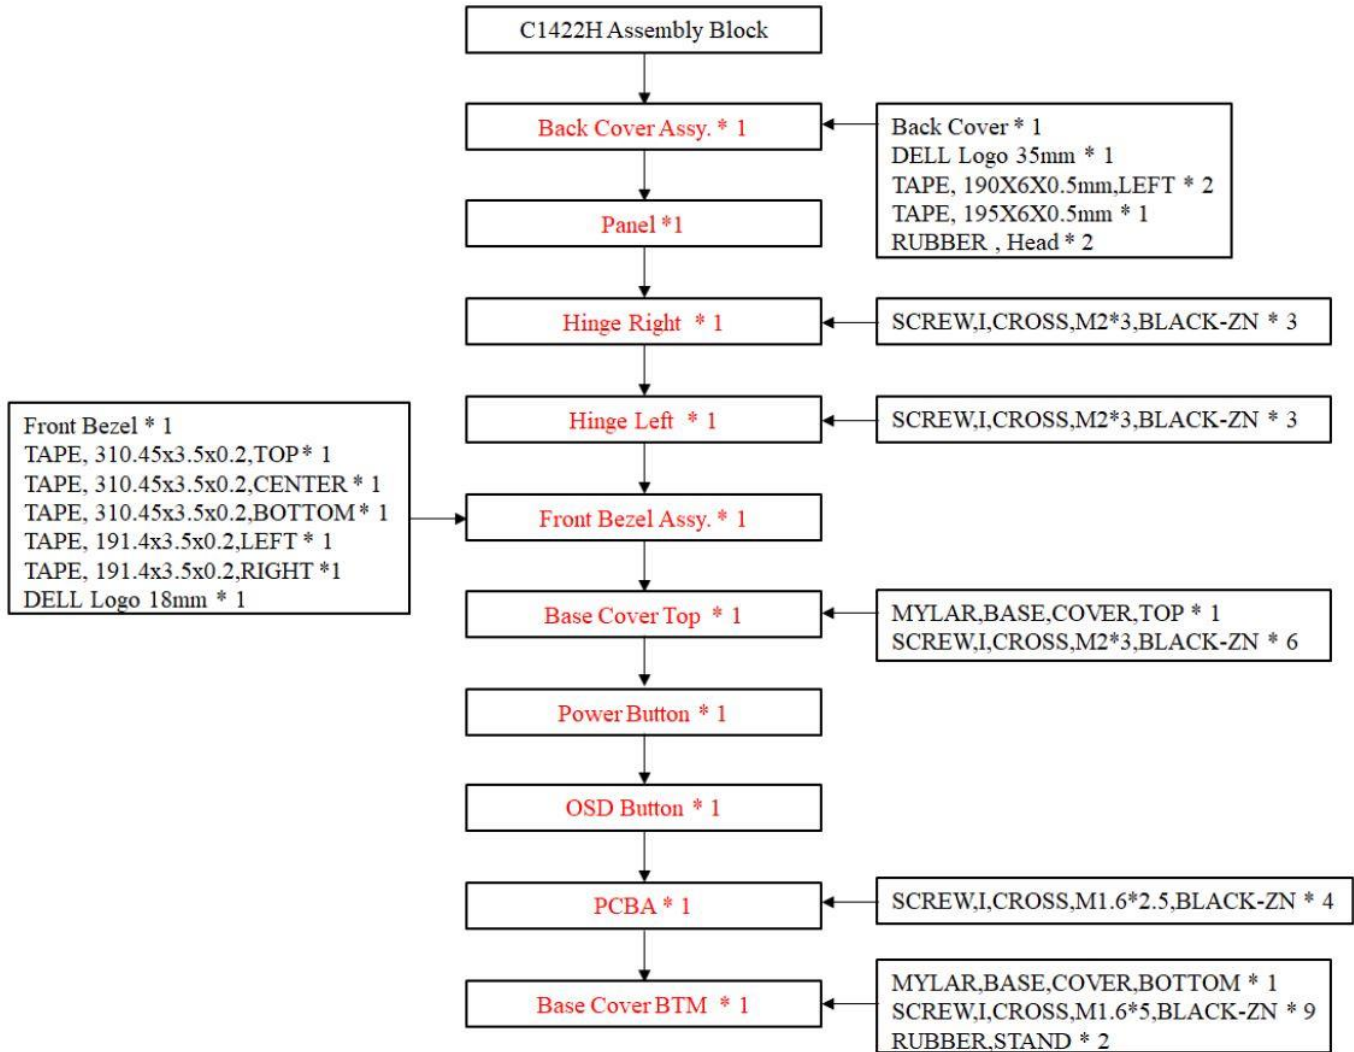 C1422H Assembly Block
Back Cover Assy. * 1
Back Cover * 1
DELL Logo 35mm * 1
TAPE, 190X6X0.5mm,LEFT * 2
TAPE, 195X6X0.5mm * 1
RUBBER , Head * 2
Panel *1
Hinge Right * 1
SCREW,I,CROSS,M2*3,BLACK-ZN * 3
Hinge Left * 1
SCREW,I,CROSS,M2*3,BLACK-ZN * 3
Front Bezel * 1
TAPE, 310.45x3.5x0.2,TOP * 1
TAPE, 310.45x3.5x0.2,CENTER * 1
TAPE, 310.45x3.5x0.2,BOTTOM * 1
TAPE, 191.4x3.5x0.2,LEFT * 1
TAPE, 191.4x3.5x0.2,RIGHT *1
DELL Logo 18mm * 1
Front Bezel Assy. * 1
Base Cover Top * 1
MYLAR,BASE,COVER,TOP * 1
SCREW,I,CROSS,M2*3,BLACK-ZN * 6
Power Button * 1
OSD Button * 1
PCBA * 1
SCREW,I,CROSS,M1.6*2.5,BLACK-ZN * 4
Base Cover BTM * 1
MYLAR,BASE,COVER,BOTTOM * 1
SCREW,I,CROSS,M1.6*5,BLACK-ZN * 9
RUBBER,STAND * 2